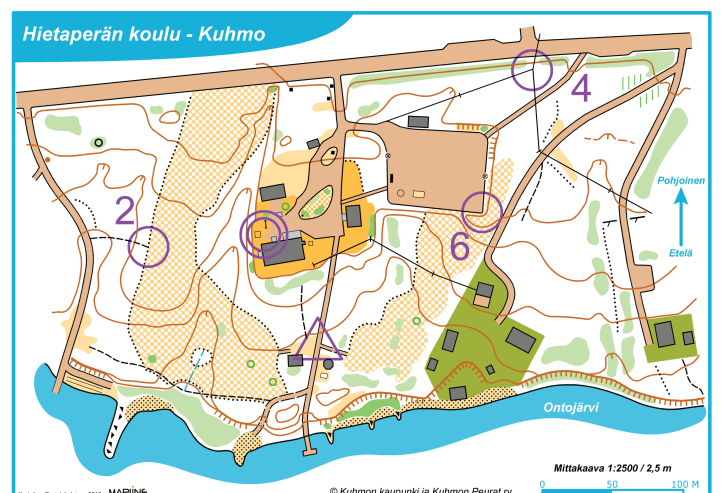 Hietaperän koulu - Kuhmo
4
Pohjoinen
2
6
Etelä
Ontojärvi
Mittakaava 1:2500 / 2,5 m
0 50 100 M
© Kuhmon kaupunki ja Kuhmon Peurat ry